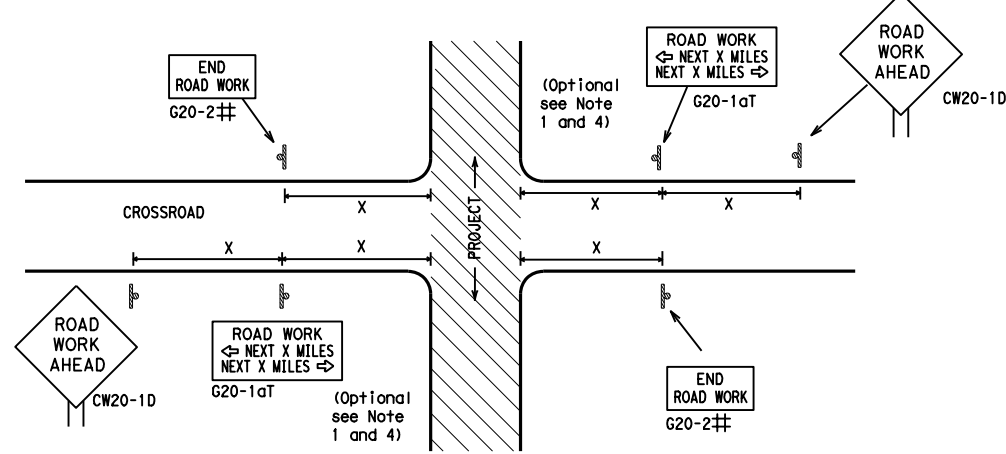 ROAD
WORK
AHEAD
CW20-1D
ROAD WORK
⇦ NEXT X MILES
NEXT X MILES ⇨
G20-1aT
(Optional
see Note
1 and 4)
END
ROAD WORK
G20-2#
X
X
X
CROSSROAD
PROJECT
X
X
X
ROAD
WORK
AHEAD
CW20-1D
ROAD WORK
⇦ NEXT X MILES
NEXT X MILES ⇨
G20-1aT
(Optional
see Note
1 and 4)
END
ROAD WORK
G20-2#